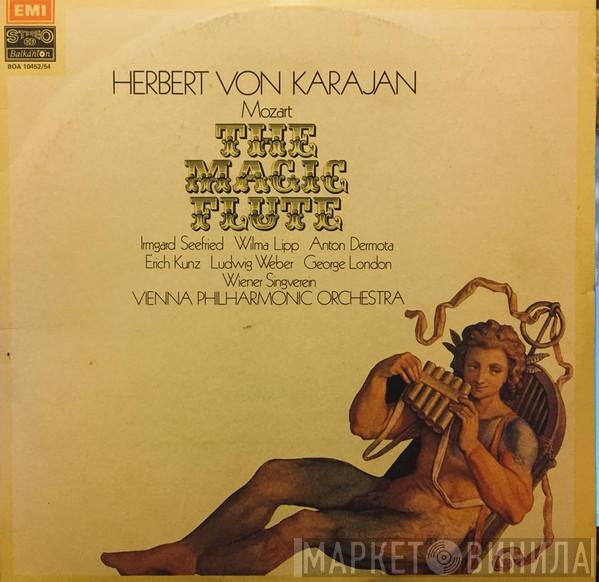 EMI
STEREO
Balkanton
BOA 10452/54
HERBERT VON KARAJAN
Mozart
THE
MAGIC
FLUTE
Irmgard Seefried Wilma Lipp Anton Dermota
Erich Kunz Ludwig Weber George London
Wiener Singverein
VIENNA PHILHARMONIC ORCHESTRA
МАРКЕТ ВИНИЛА